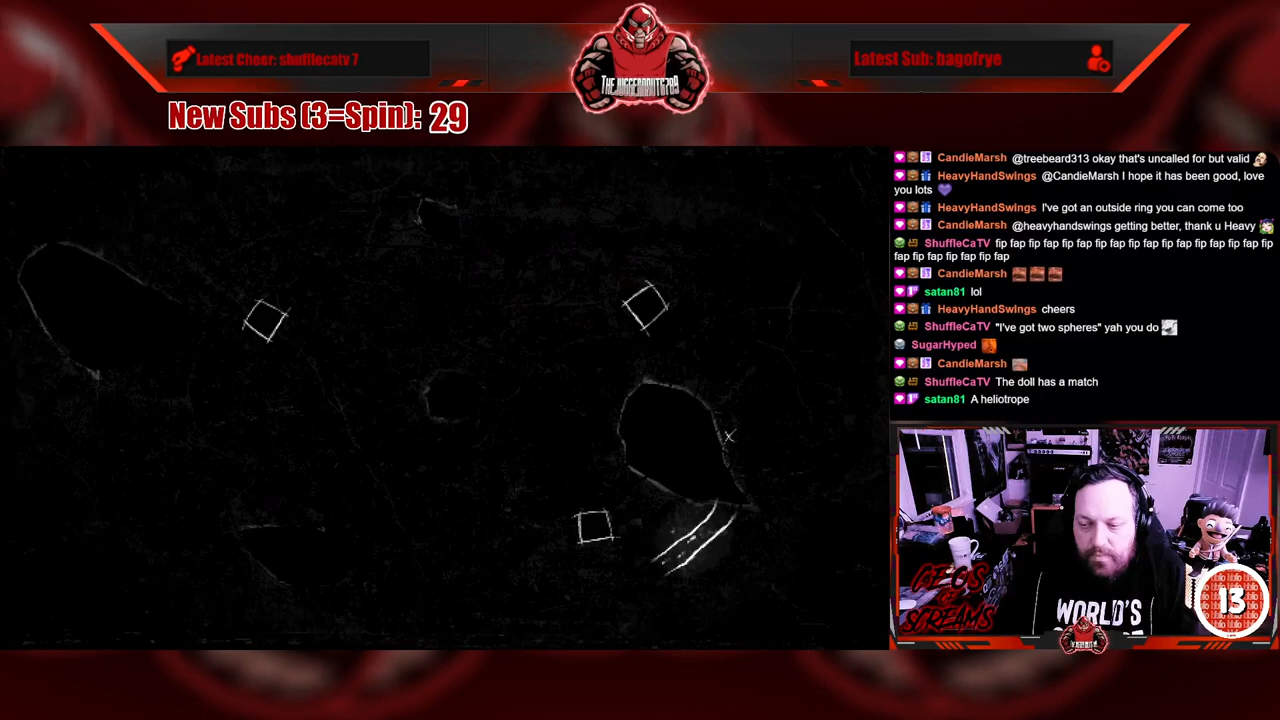 Latest Cheer: shufflecatv 7
THEJUGGERNAUT6789
Latest Sub: bagofrye
New Subs (3=Spin): 29
CandieMarsh @treebeard313 okay that's uncalled for but valid
HeavyHandSwings @CandieMarsh I hope it has been good, love
you lots
HeavyHandSwings I've got an outside ring you can come too
CandieMarsh @heavyhandswings getting better, thank u Heavy
ShuffleCaTV fip fap fip fap fip fap fip fap fip fap fip fap fip fap fip fap fip
fap fip fap fip fap fip fap
CandieMarsh
satan81 lol
HeavyHandSwings cheers
ShuffleCaTV "I've got two spheres" yah you do
SugarHyped
CandieMarsh
ShuffleCaTV The doll has a match
satan81 A heliotrope
WORLD'S
SCREAMS
13